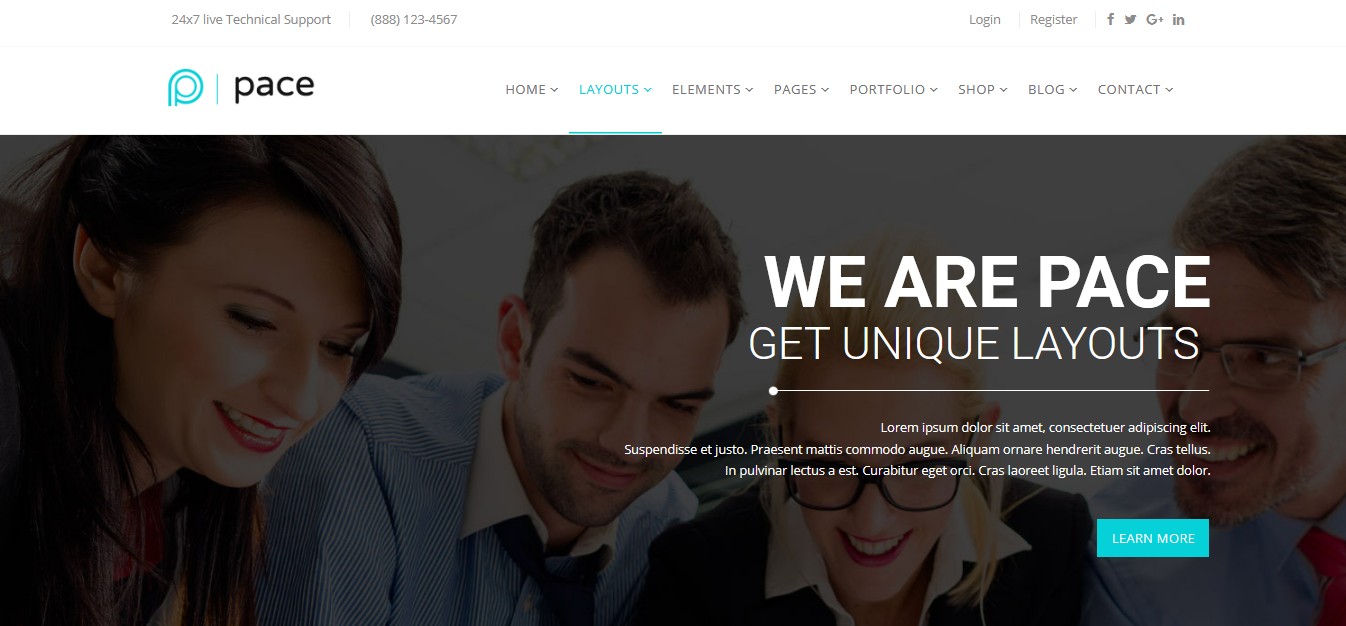 24x7 live Technical Support (888) 123-4567 Login Register f G+ in
pace
HOME LAYOUTS ELEMENTS PAGES PORTFOLIO SHOP BLOG CONTACT
WE ARE PACE
GET UNIQUE LAYOUTS
Lorem ipsum dolor sit amet, consectetuer adipiscing elit.
Suspendisse et justo. Praesent mattis commodo augue. Aliquam ornare hendrerit augue. Cras tellus.
In pulvinar lectus a est. Curabitur eget orci. Cras laoreet ligula. Etiam sit amet dolor.
LEARN MORE